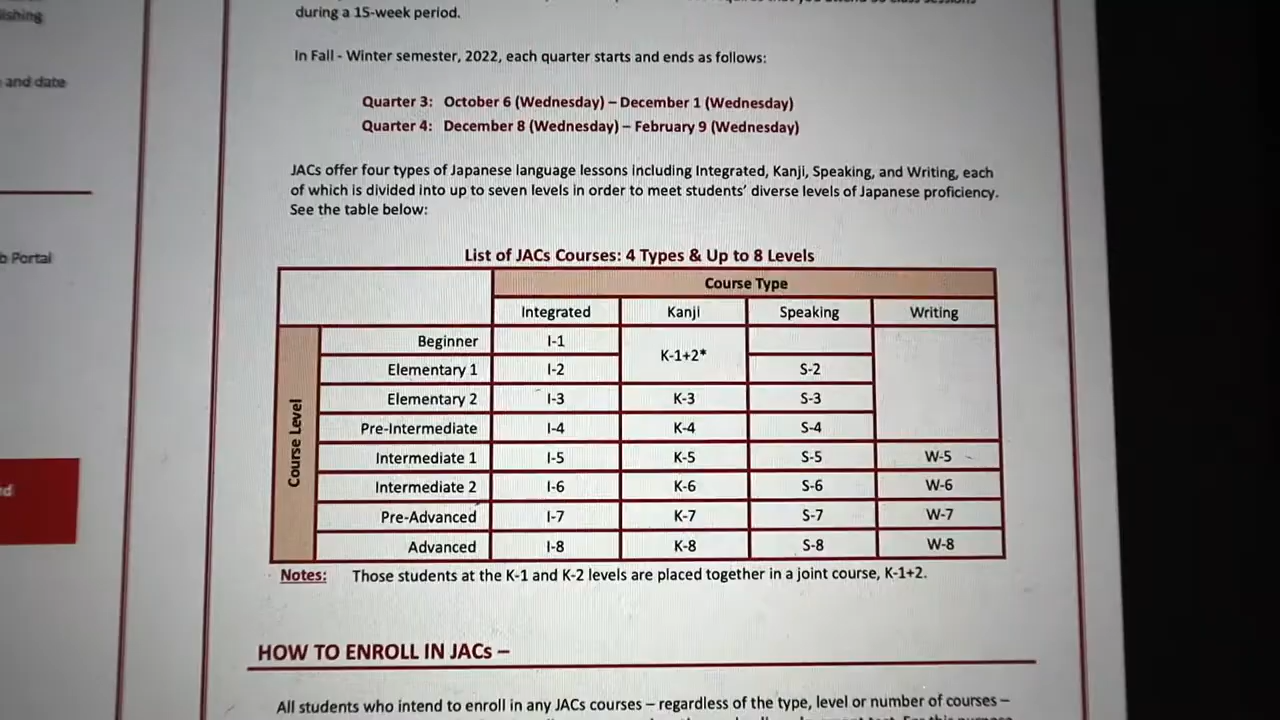 ishing
and date
b Portal
during a 15-week period.
In Fall - Winter semester, 2022, each quarter starts and ends as follows:
Quarter 3: October 6 (Wednesday) – December 1 (Wednesday)
Quarter 4: December 8 (Wednesday) – February 9 (Wednesday)
JACs offer four types of Japanese language lessons including Integrated, Kanji, Speaking, and Writing, each
of which is divided into up to seven levels in order to meet students' diverse levels of Japanese proficiency.
See the table below:
List of JACs Courses: 4 Types & Up to 8 Levels
Course Type
Integrated Kanji Speaking Writing
Course Level
Beginner I-1
K-1+2*
Elementary 1 I-2 S-2
Elementary 2 I-3 K-3 S-3
Pre-Intermediate I-4 K-4 S-4
Intermediate 1 I-5 K-5 S-5 W-5
Intermediate 2 I-6 K-6 S-6 W-6
Pre-Advanced I-7 K-7 S-7 W-7
Advanced I-8 K-8 S-8 W-8
Notes: Those students at the K-1 and K-2 levels are placed together in a joint course, K-1+2.
HOW TO ENROLL IN JACs –
All students who intend to enroll in any JACs courses – regardless of the type, level or number of courses –